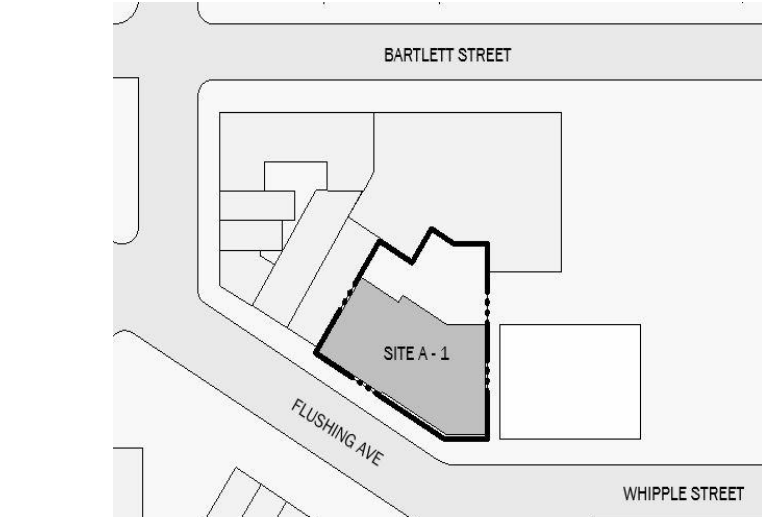 BARTLETT STREET
SITE A - 1
FLUSHING AVE
WHIPPLE STREET